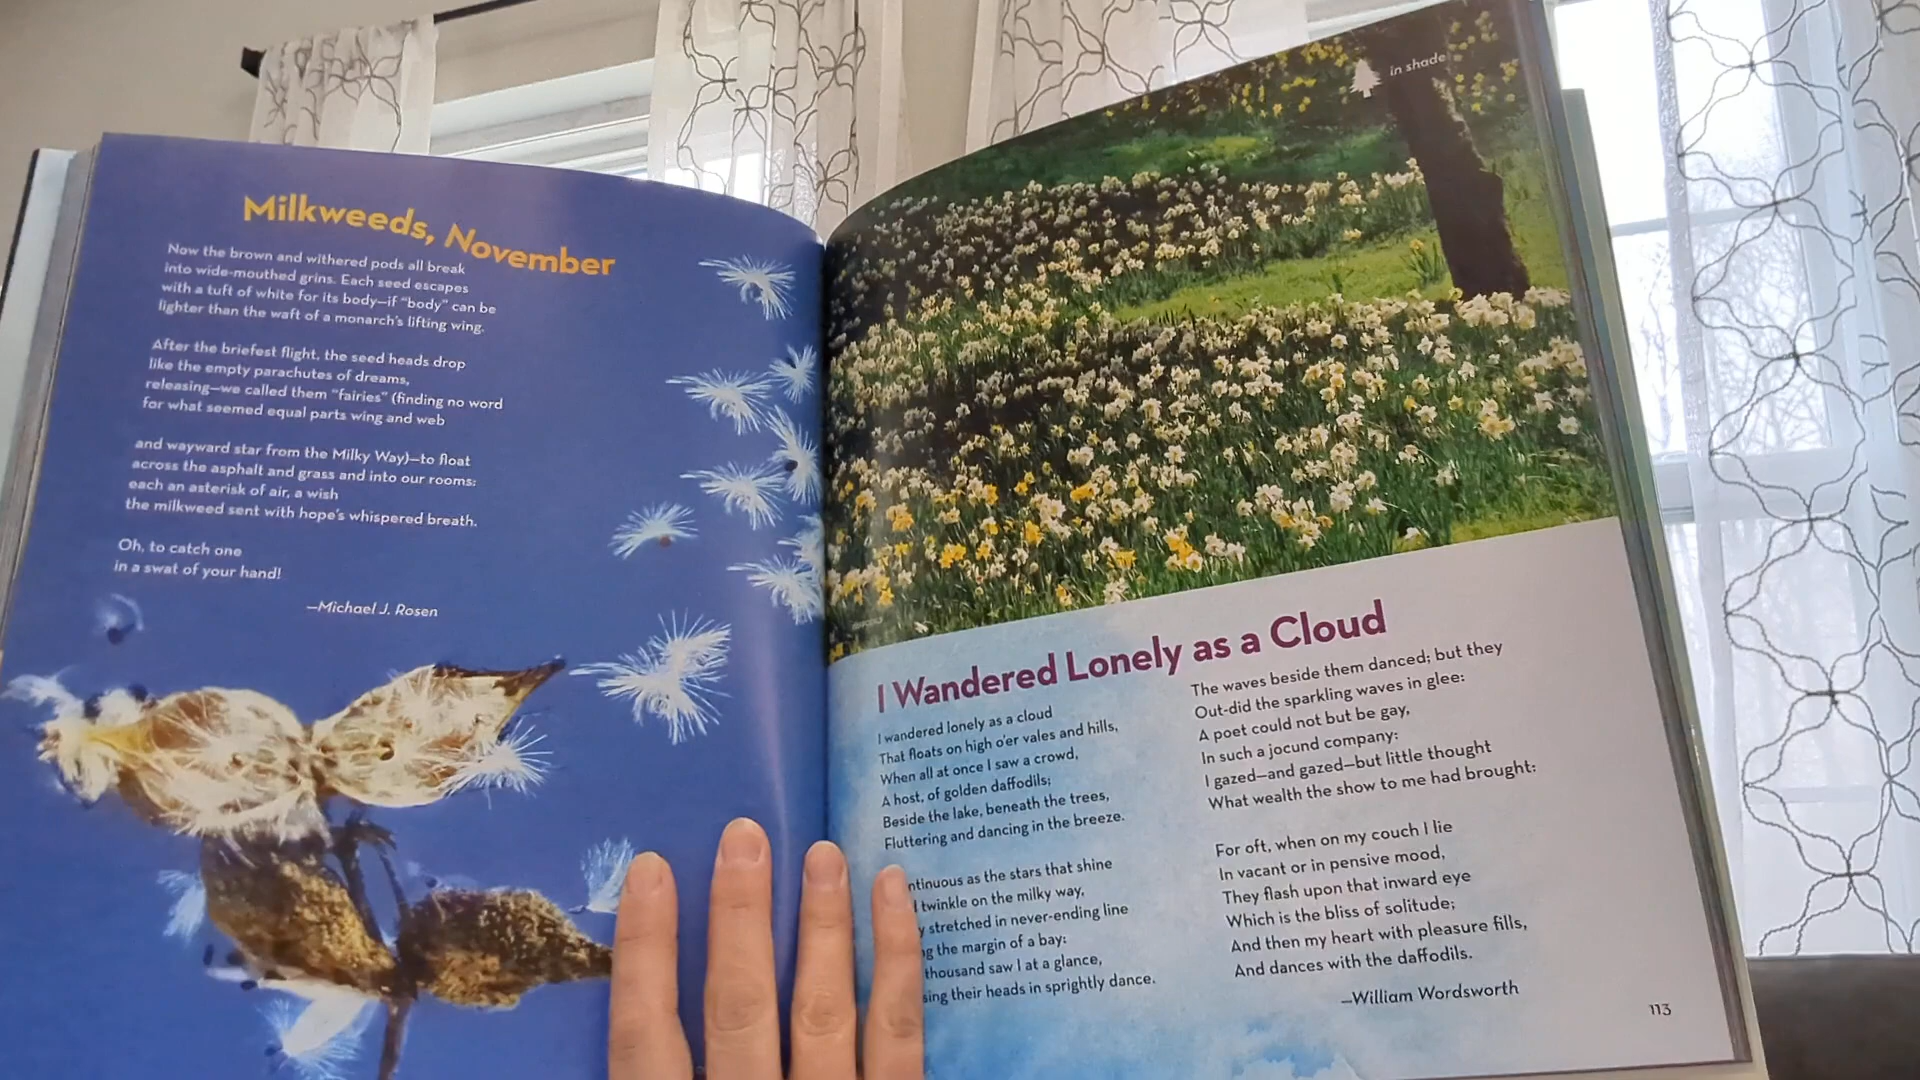 Milkweeds, November
Now the brown and withered pods all break
into wide-mouthed grins. Each seed escapes
with a tuft of white for its body—if "body" can be
lighter than the waft of a monarch's lifting wing.
After the briefest flight, the seed heads drop
like the empty parachutes of dreams,
releasing—we called them "fairies" (finding no word
for what seemed equal parts wing and web
and wayward star from the Milky Way)—to float
across the asphalt and grass and into our rooms:
each an asterisk of air, a wish
the milkweed sent with hope's whispered breath.
Oh, to catch one
in a swat of your hand!
—Michael J. Rosen
in shade
I Wandered Lonely as a Cloud
I wandered lonely as a cloud
That floats on high o'er vales and hills,
When all at once I saw a crowd,
A host, of golden daffodils;
Beside the lake, beneath the trees,
Fluttering and dancing in the breeze.
ntinuous as the stars that shine
twinkle on the milky way,
y stretched in never-ending line
ng the margin of a bay:
thousand saw I at a glance,
sing their heads in sprightly dance.
The waves beside them danced; but they
Out-did the sparkling waves in glee:
A poet could not but be gay,
In such a jocund company:
I gazed—and gazed—but little thought
What wealth the show to me had brought:
For oft, when on my couch I lie
In vacant or in pensive mood,
They flash upon that inward eye
Which is the bliss of solitude;
And then my heart with pleasure fills,
And dances with the daffodils.
—William Wordsworth
113